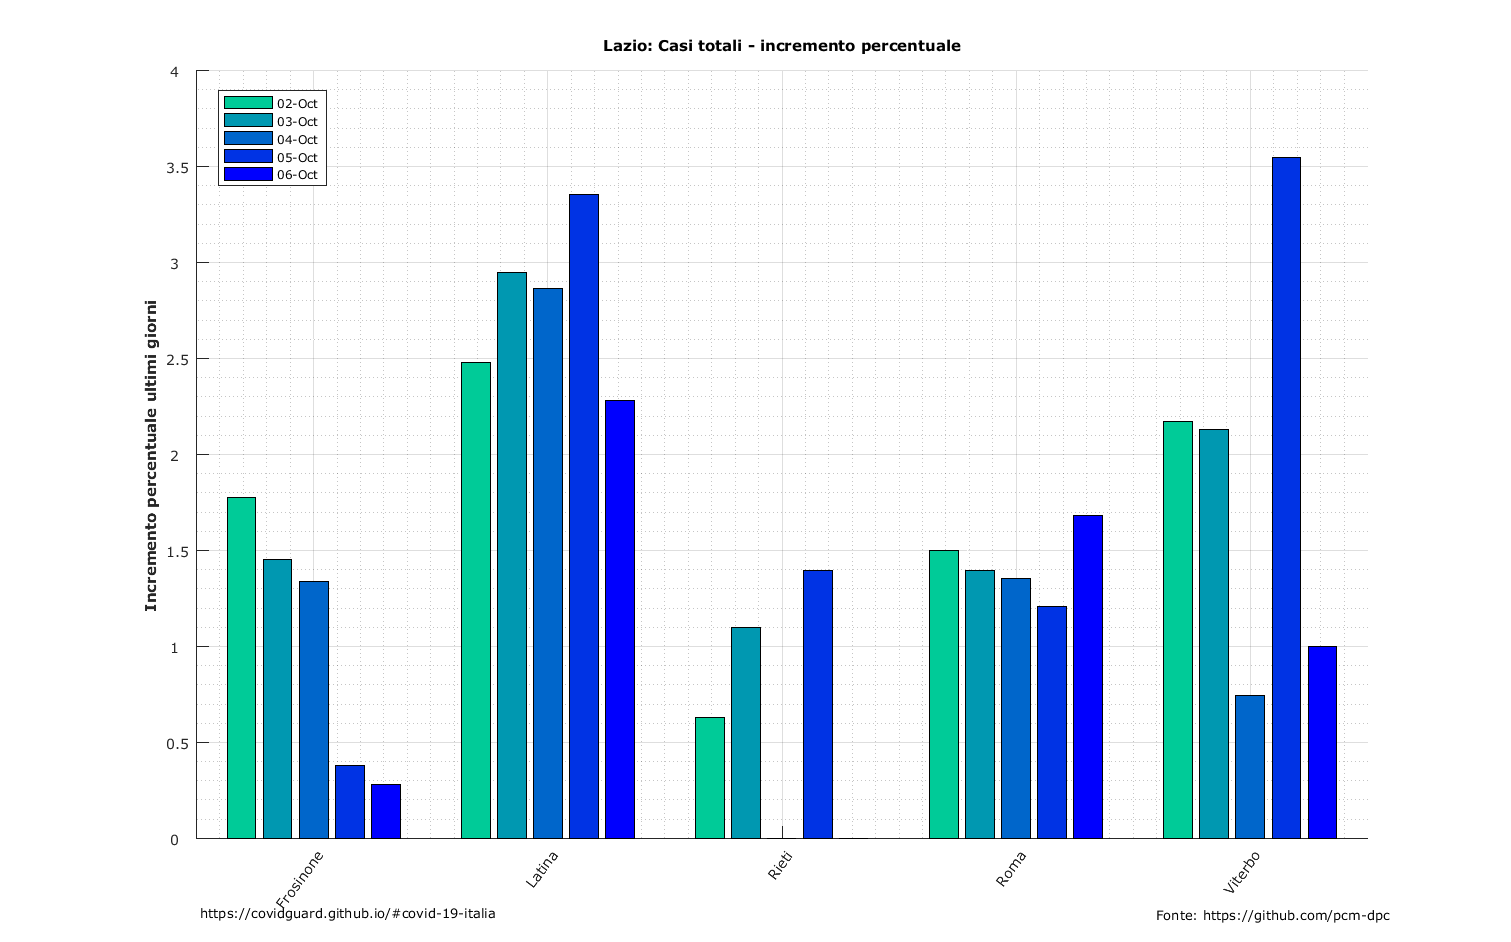 Lazio: Casi totali - incremento percentuale
4
3.5
3
2.5
2
1.5
1
0.5
0
Incremento percentuale ultimi giorni
02-Oct
03-Oct
04-Oct
05-Oct
06-Oct
Frosinone
Latina
Rieti
Roma
Viterbo
https://covidguard.github.io/#covid-19-italia
Fonte: https://github.com/pcm-dpc